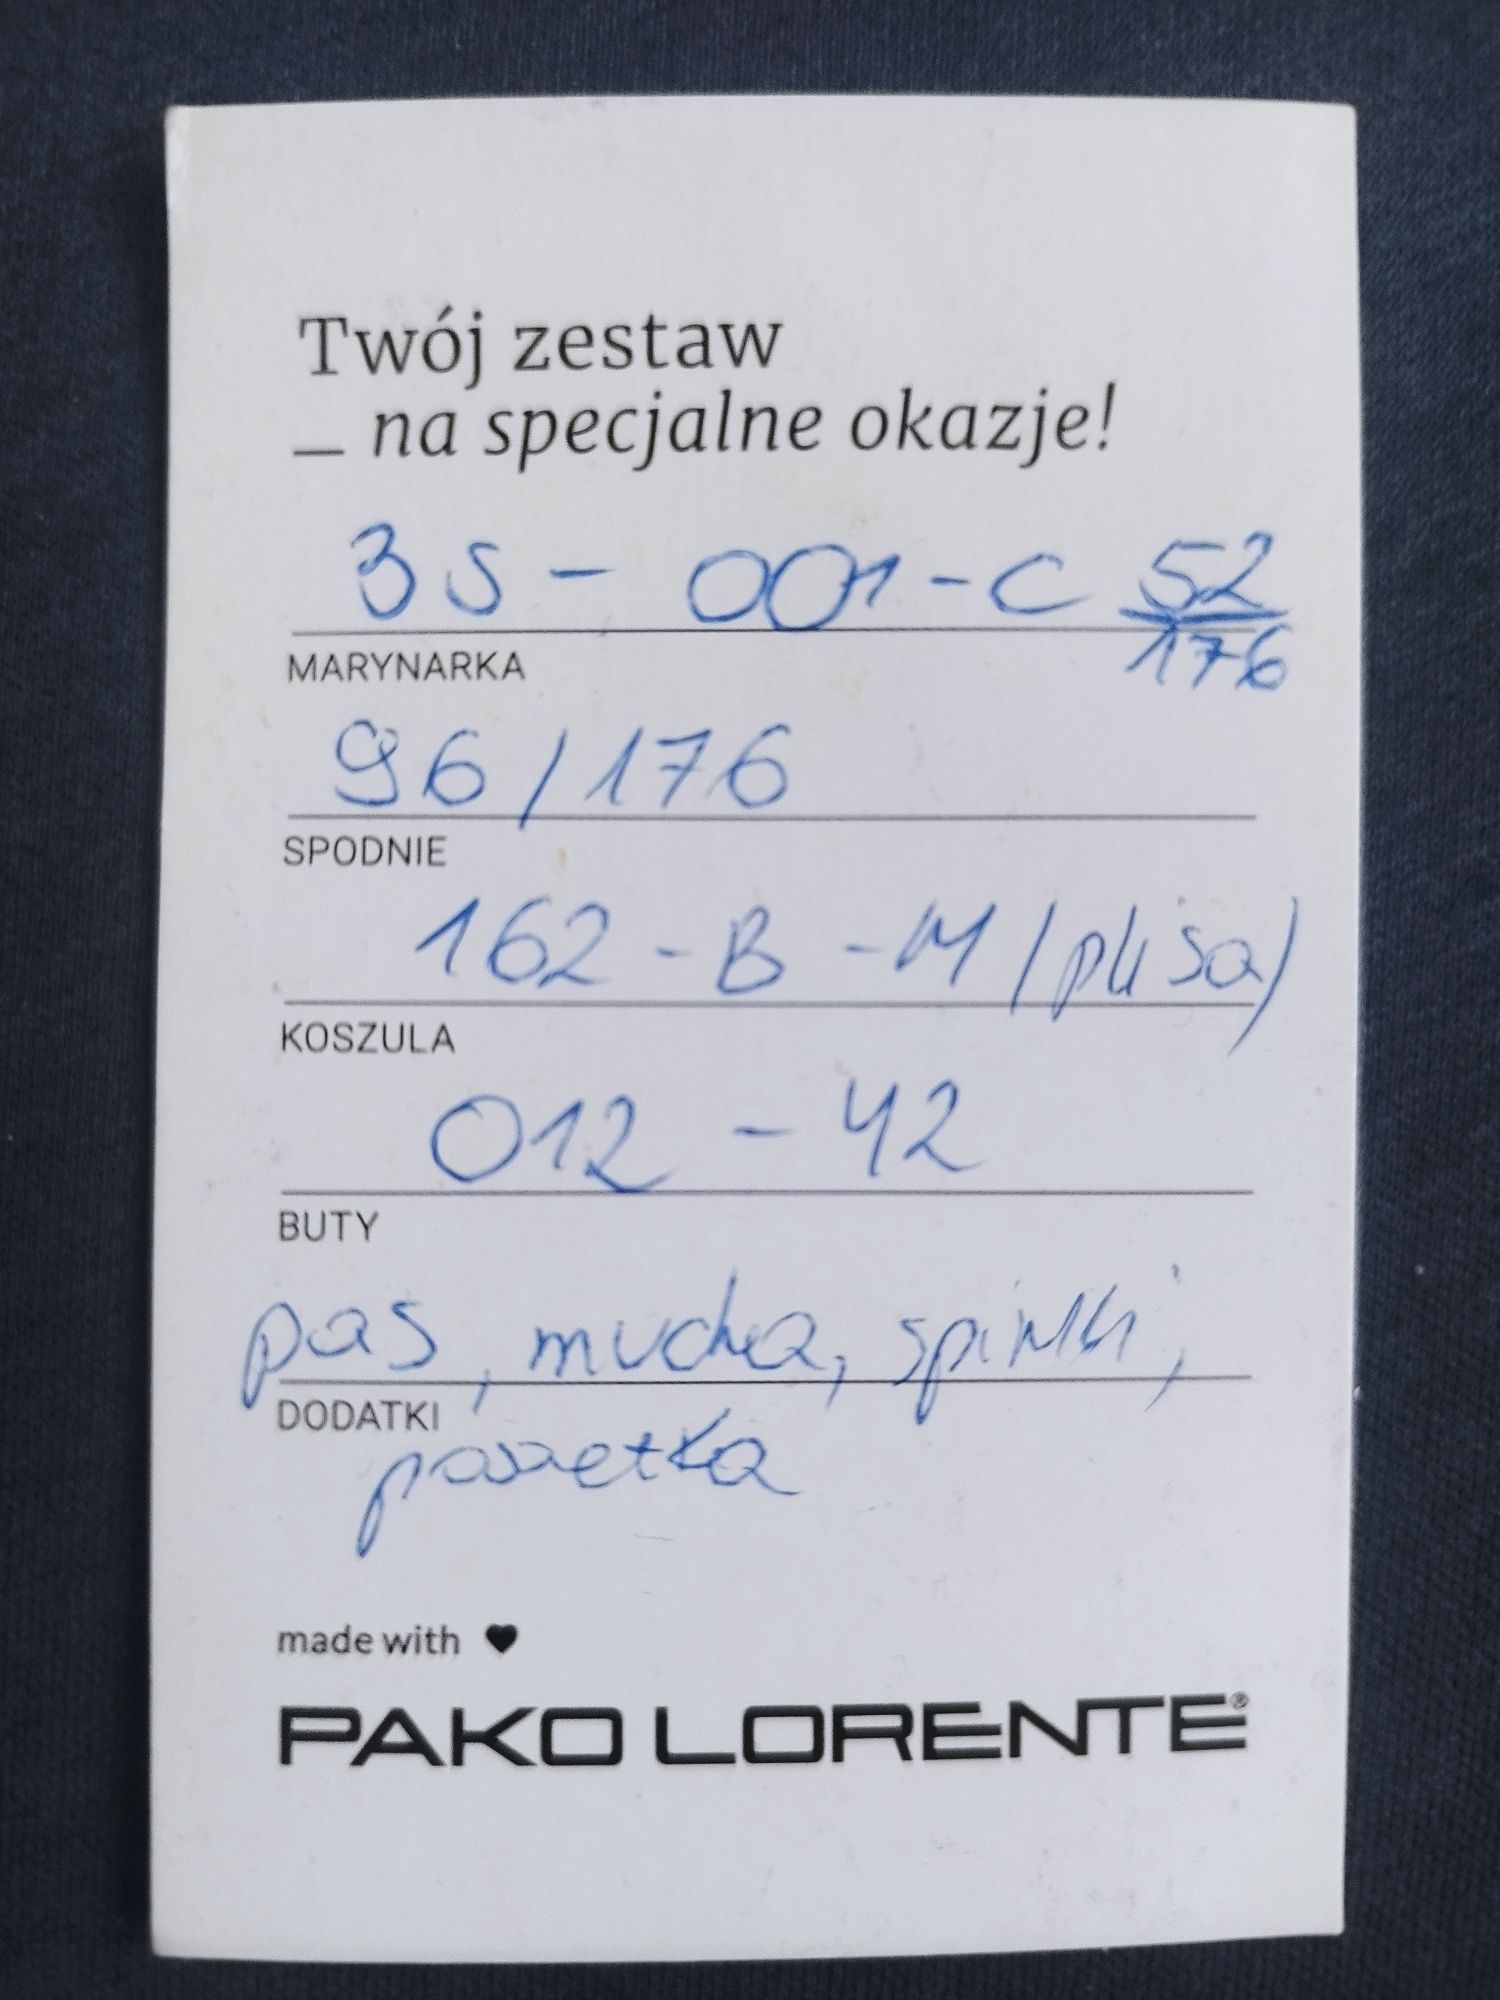 Twój zestaw
_ na specjalne okazje!
3S - 001 - C 52
176
MARYNARKA
96/176
SPODNIE
162 - B - M (plisa)
KOSZULA
012 - 42
BUTY
pas, mucha, spinki,
DODATKI
poszetka
made with ♥
PAKO LORENTE®